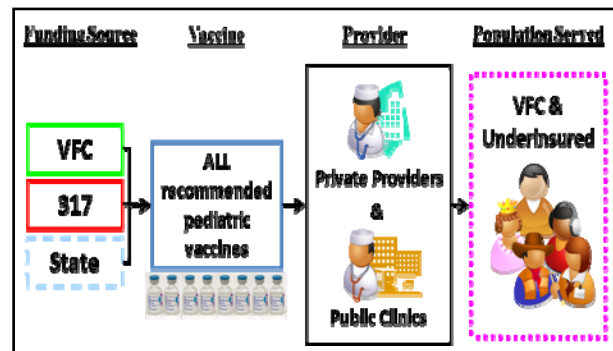 Funding Source
Vaccine
Provider
Population Served
VFC
317
State
ALL
recommended
pediatric
vaccines
Private Providers
&
Public Clinics
VFC &
Underinsured